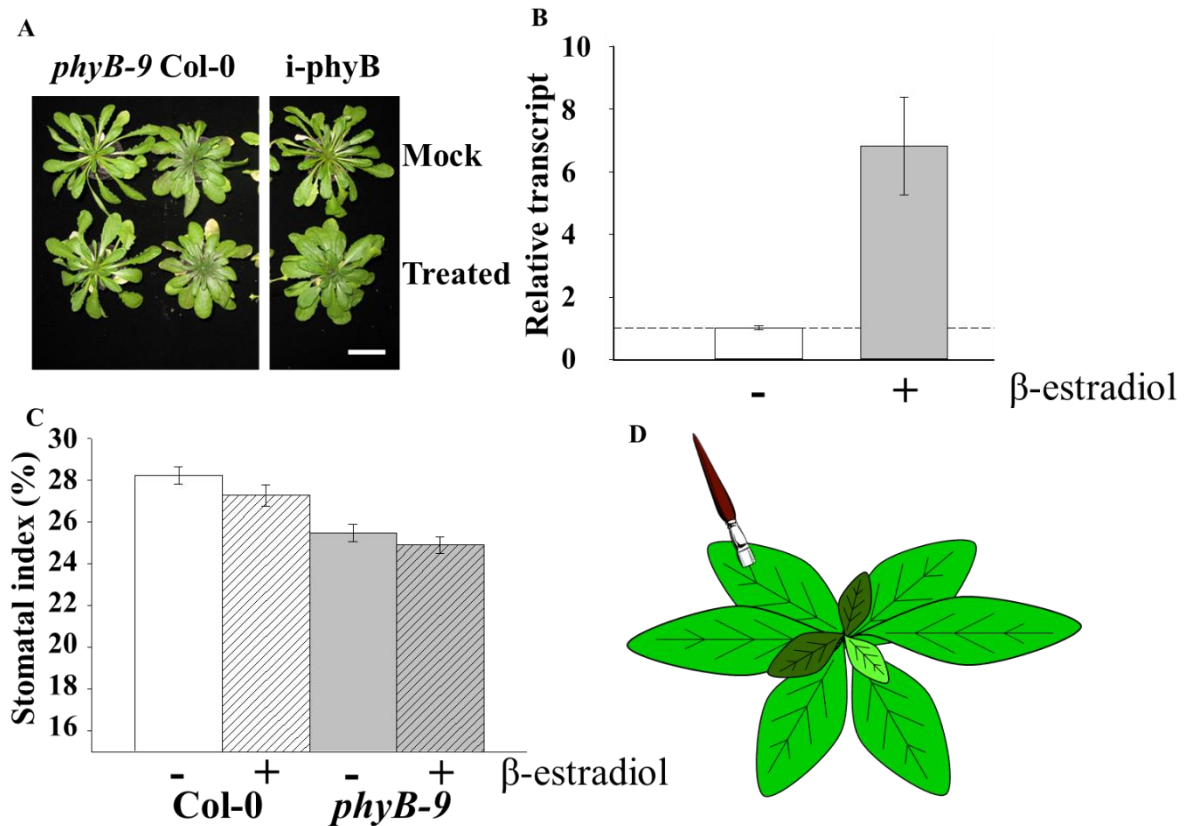 A
phyB-9 Col-0 i-phyB
Mock
Treated
B
Relative transcript
10
8
6
4
2
0
- + β-estradiol
C
Stomatal index (%)
30
28
26
24
22
20
18
16
- + - + β-estradiol
Col-0 phyB-9
D